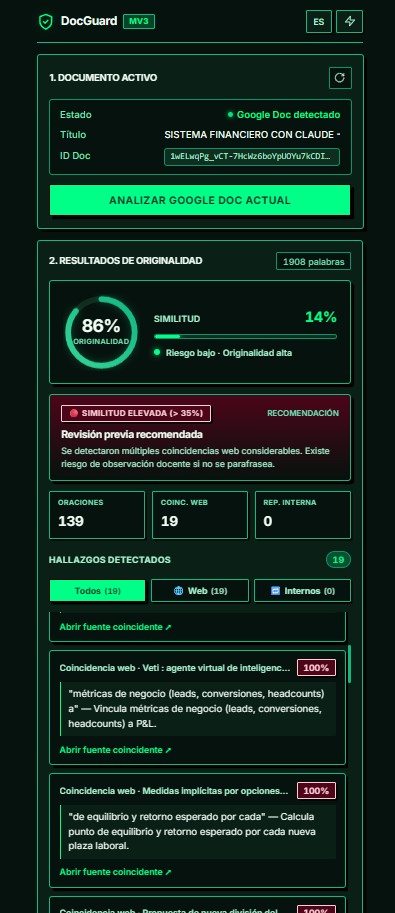 DocGuard MV3 ES
1. DOCUMENTO ACTIVO
Estado Google Doc detectado
Título SISTEMA FINANCIERO CON CLAUDE -
ID Doc 1wELwqPg_vCT-7HcWz6boYpUOYu7kCDI…
ANALIZAR GOOGLE DOC ACTUAL
2. RESULTADOS DE ORIGINALIDAD 1908 palabras
86%
ORIGINALIDAD
SIMILITUD 14%
Riesgo bajo · Originalidad alta
SIMILITUD ELEVADA (> 35%) RECOMENDACIÓN
Revisión previa recomendada
Se detectaron múltiples coincidencias web considerables. Existe
riesgo de observación docente si no se parafrasea.
ORACIONES COINC. WEB REP. INTERNA
139 19 0
HALLAZGOS DETECTADOS 19
Todos (19) Web (19) Internos (0)
Abrir fuente coincidente ↗
Coincidencia web · Veti : agente virtual de inteligenc... 100%
"métricas de negocio (leads, conversiones, headcounts)
a" — Vincula métricas de negocio (leads, conversiones,
headcounts) a P&L.
Abrir fuente coincidente ↗
Coincidencia web · Medidas implícitas por opciones... 100%
"de equilibrio y retorno esperado por cada" — Calcula
punto de equilibrio y retorno esperado por cada nueva
plaza laboral.
Abrir fuente coincidente ↗
Coincidencia web · Propuesta de nueva división del... 100%